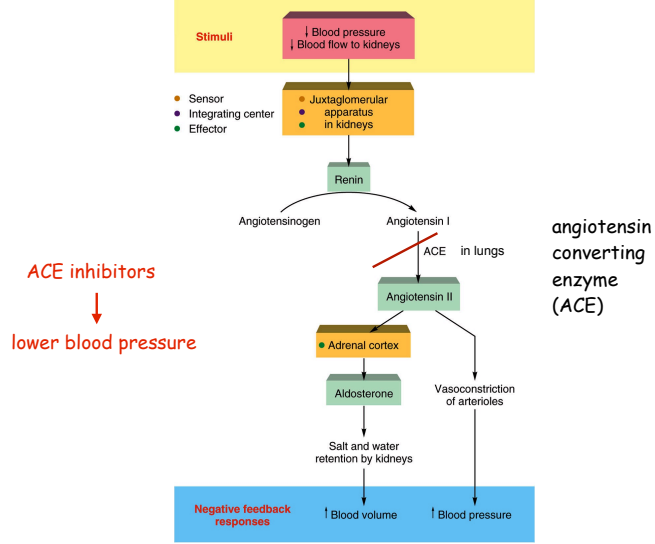 Stimuli
↓ Blood pressure
↓ Blood flow to kidneys
Sensor
Integrating center
Effector
Juxtaglomerular
apparatus
in kidneys
Renin
Angiotensinogen
Angiotensin I
ACE
in lungs
angiotensin
converting
enzyme
(ACE)
ACE inhibitors
lower blood pressure
Angiotensin II
Adrenal cortex
Aldosterone
Vasoconstriction
of arterioles
Salt and water
retention by kidneys
Negative feedback
responses
↑ Blood volume
↑ Blood pressure